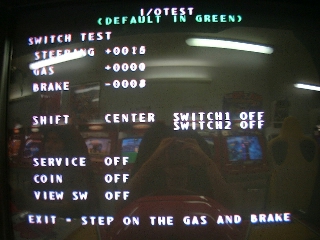 I/OTEST
(DEFAULT IN GREEN)
SWITCH TEST
STEERING +0015
GAS +0000
BRAKE -0008
SHIFT CENTER SWITCH1 OFF
SWITCH2 OFF
SERVICE OFF
COIN OFF
VIEW SW OFF
EXIT = STEP ON THE GAS AND BRAKE